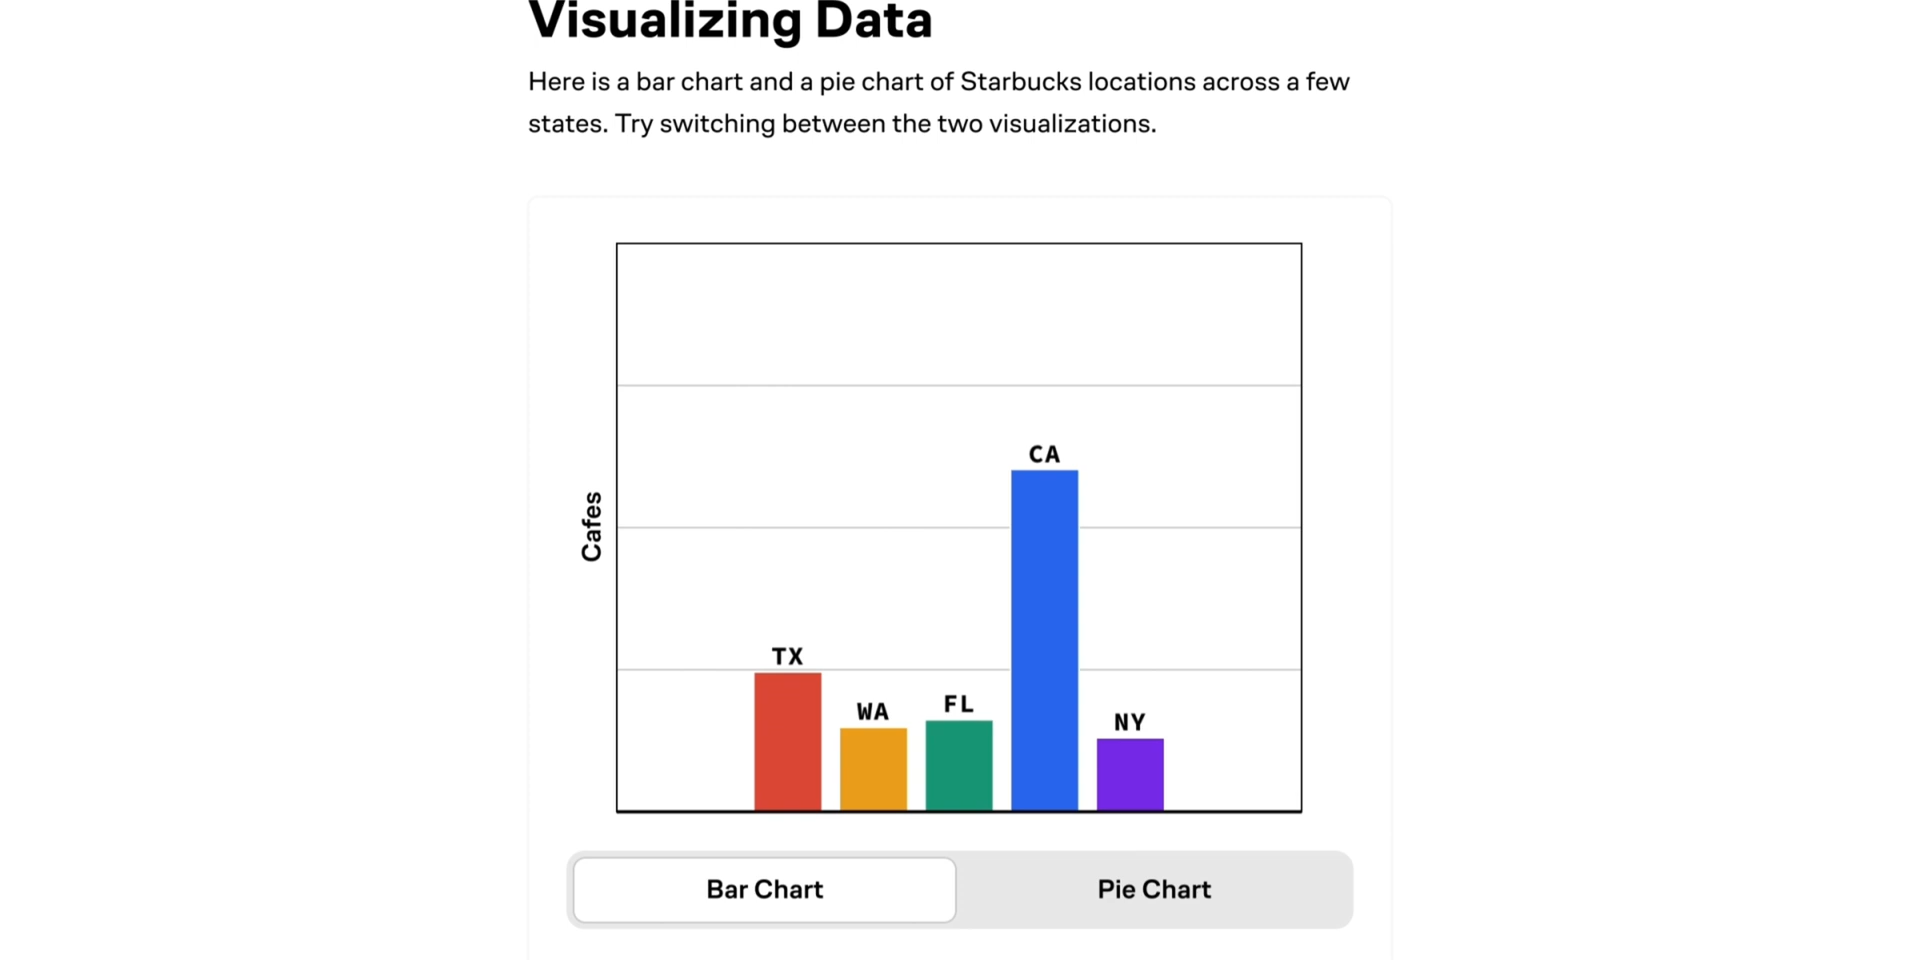 Visualizing Data
Here is a bar chart and a pie chart of Starbucks locations across a few
states. Try switching between the two visualizations.
CA
Cafes
TX
WA
FL
NY
Bar Chart
Pie Chart